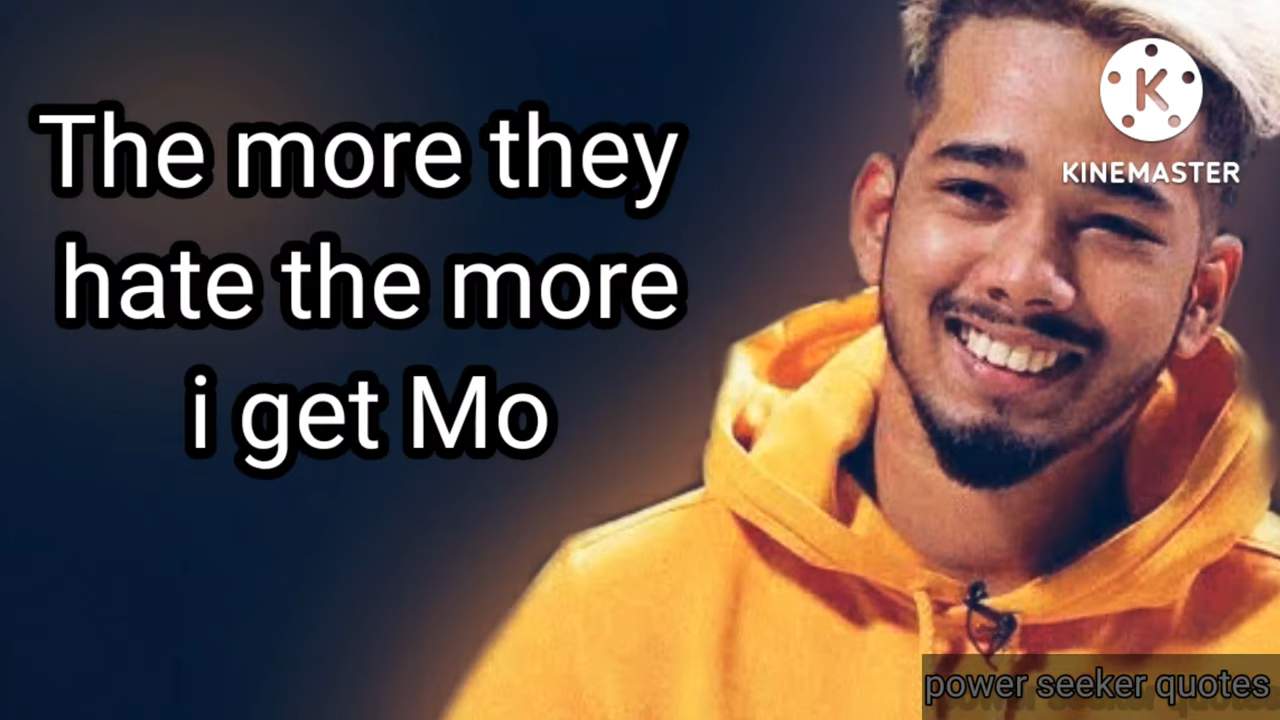 The more they
hate the more
i get Mo
K
KINEMASTER
power seeker quotes